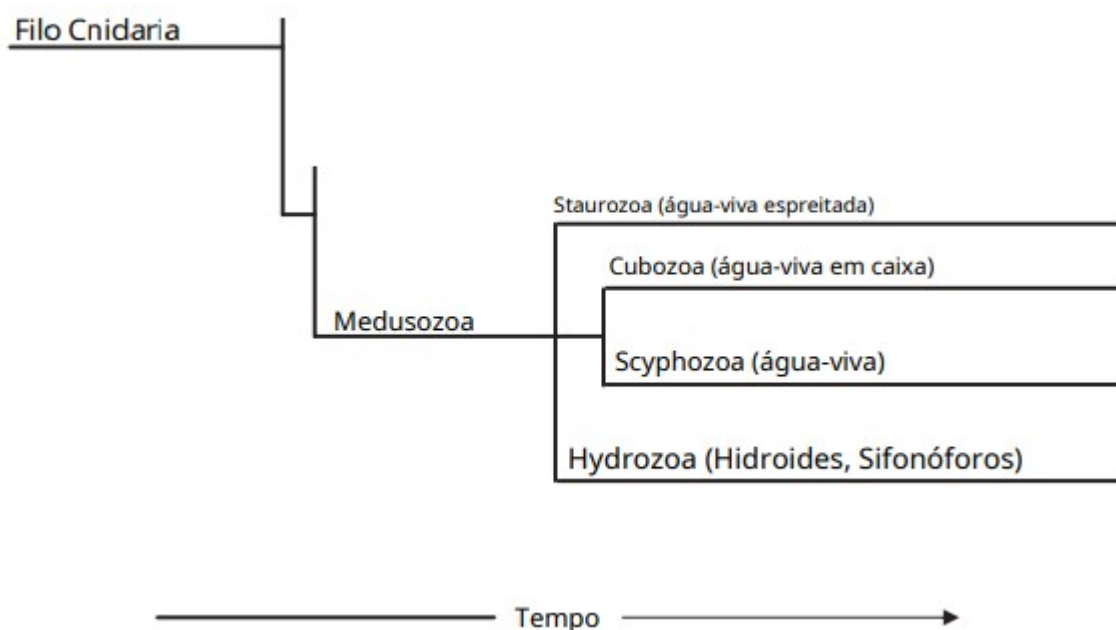 Filo Cnidaria
Staurozoa (água-viva espreitada)
Cubozoa (água-viva em caixa)
Medusozoa
Scyphozoa (água-viva)
Hydrozoa (Hidroides, Sifonóforos)
Tempo